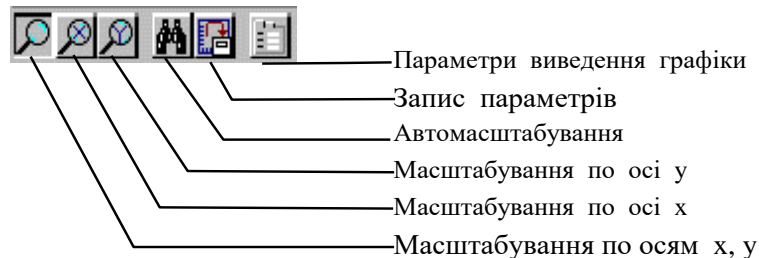 Параметри виведення графіки
Запис параметрів
Автомасштабування
Масштабування по осі y
Масштабування по осі x
Масштабування по осям x, y